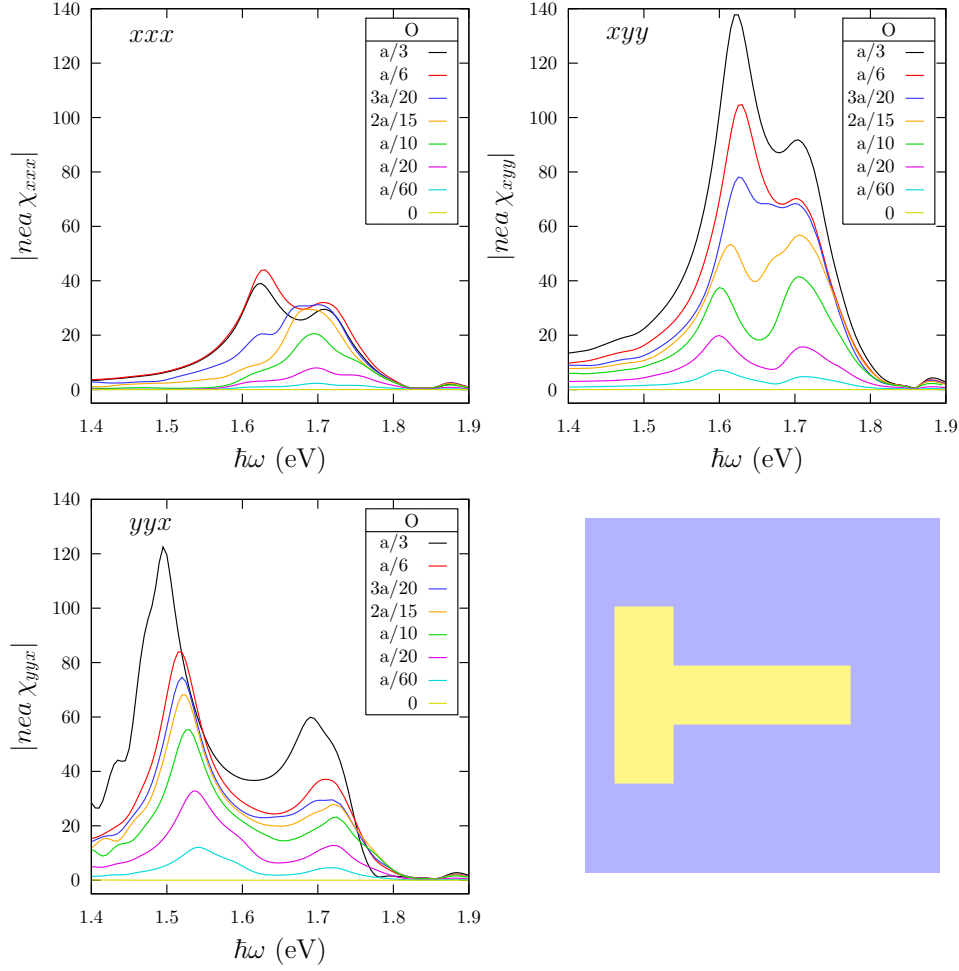 xxx
O
a/3
a/6
3a/20
2a/15
a/10
a/20
a/60
0
|nea χxxx|
140
120
100
80
60
40
20
0
1.4 1.5 1.6 1.7 1.8 1.9
ℏω (eV)
xyy
O
a/3
a/6
3a/20
2a/15
a/10
a/20
a/60
0
|nea χxyy|
140
120
100
80
60
40
20
0
1.4 1.5 1.6 1.7 1.8 1.9
ℏω (eV)
yyx
O
a/3
a/6
3a/20
2a/15
a/10
a/20
a/60
0
|nea χyyx|
140
120
100
80
60
40
20
0
1.4 1.5 1.6 1.7 1.8 1.9
ℏω (eV)